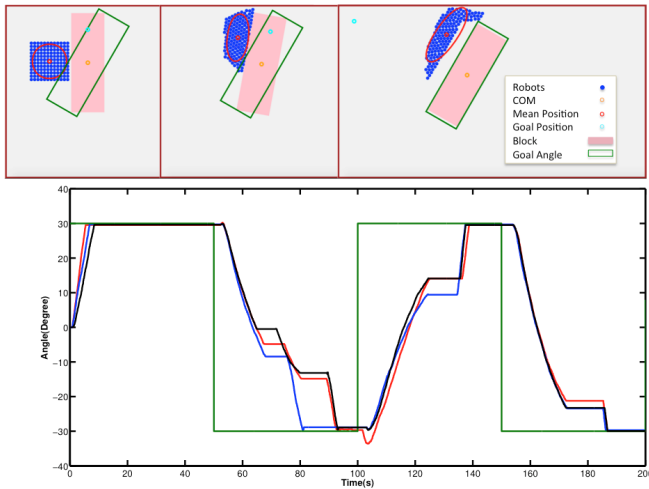 Robots
COM
Mean Position
Goal Position
Block
Goal Angle
40
30
20
10
0
−10
−20
−30
−40
Angle(Degree)
0 20 40 60 80 100 120 140 160 180 200
Time(s)